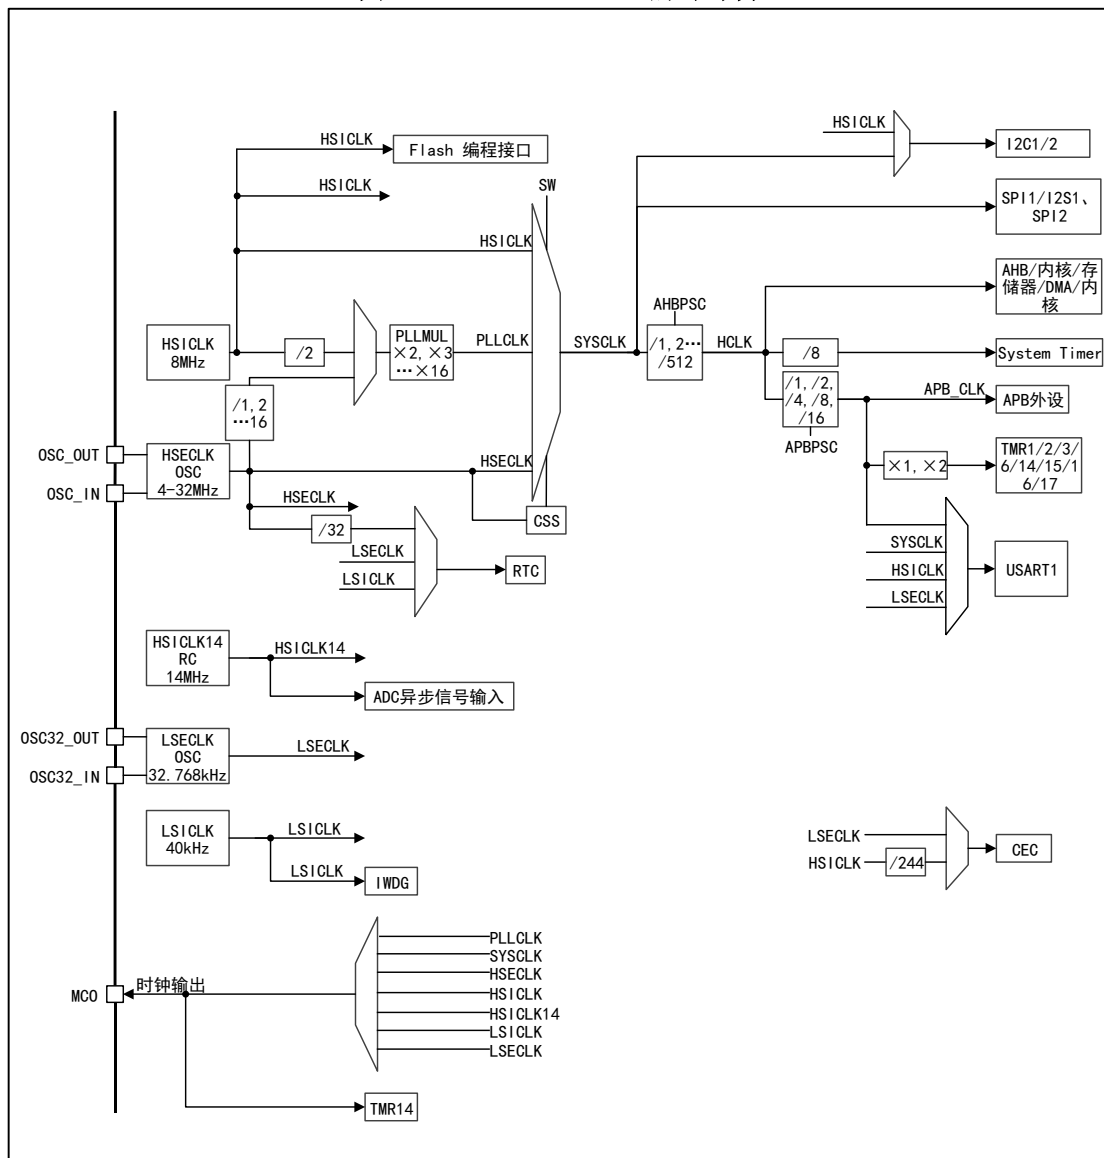 HSICLK
Flash 编程接口
HSICLK
HSICLK
SW
HSICLK
I2C1/2
SPI1/I2S1、
SPI2
AHB/内核/存
储器/DMA/内
核
HSICLK
8MHz
/2
PLLMUL
×2, ×3
…×16
PLLCLK
SYSCLK
AHBPSC
/1, 2…
/512
HCLK
/8
System Timer
/1, 2
…16
/1, /2,
/4, /8,
/16
APBPSC
APB_CLK
APB外设
OSC_OUT
OSC_IN
HSECLK
OSC
4-32MHz
HSECLK
HSECLK
CSS
×1, ×2
TMR1/2/3/
6/14/15/1
6/17
/32
LSECLK
LSICLK
RTC
SYSCLK
HSICLK
LSECLK
USART1
HSICLK14
RC
14MHz
HSICLK14
ADC异步信号输入
OSC32_OUT
OSC32_IN
LSECLK
OSC
32.768kHz
LSECLK
LSICLK
40kHz
LSICLK
LSICLK
IWDG
LSECLK
HSICLK
/244
CEC
MCO
时钟输出
PLLCLK
SYSCLK
HSECLK
HSICLK
HSICLK14
LSICLK
LSECLK
TMR14